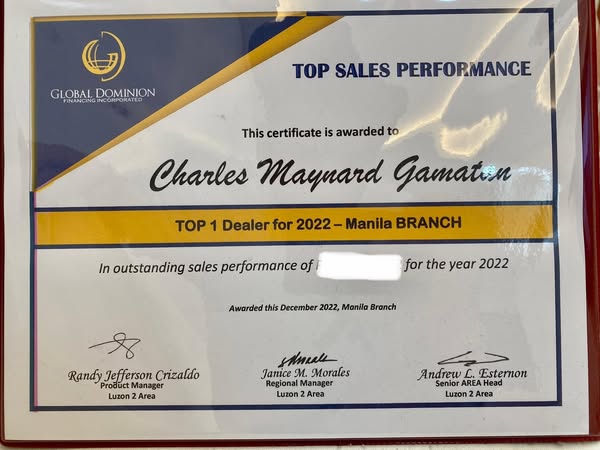 GLOBAL DOMINION
FINANCING INCORPORATED
TOP SALES PERFORMANCE
This certificate is awarded to
Charles Maynard Gamatan
TOP 1 Dealer for 2022 – Manila BRANCH
In outstanding sales performance of for the year 2022
Awarded this December 2022, Manila Branch
Randy Jefferson Crizaldo
Product Manager
Luzon 2 Area
Janice M. Morales
Regional Manager
Luzon 2 Area
Andrew L. Esternon
Senior AREA Head
Luzon 2 Area